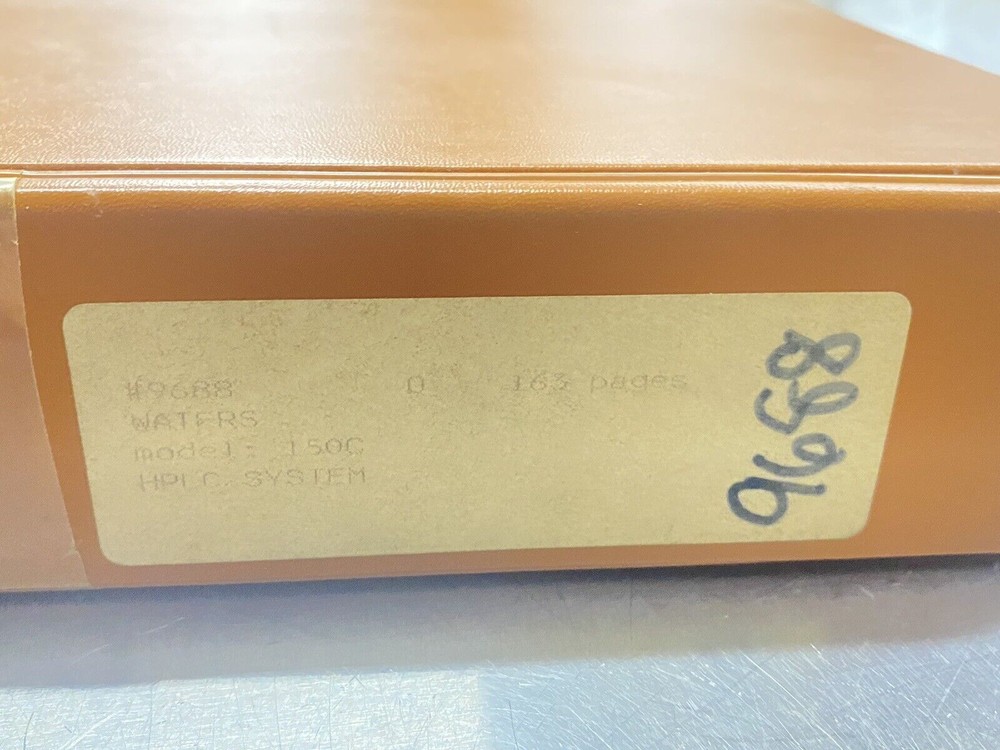 #9688 0 163 pages
WATERS
model: 150C
HPLC SYSTEM
9688